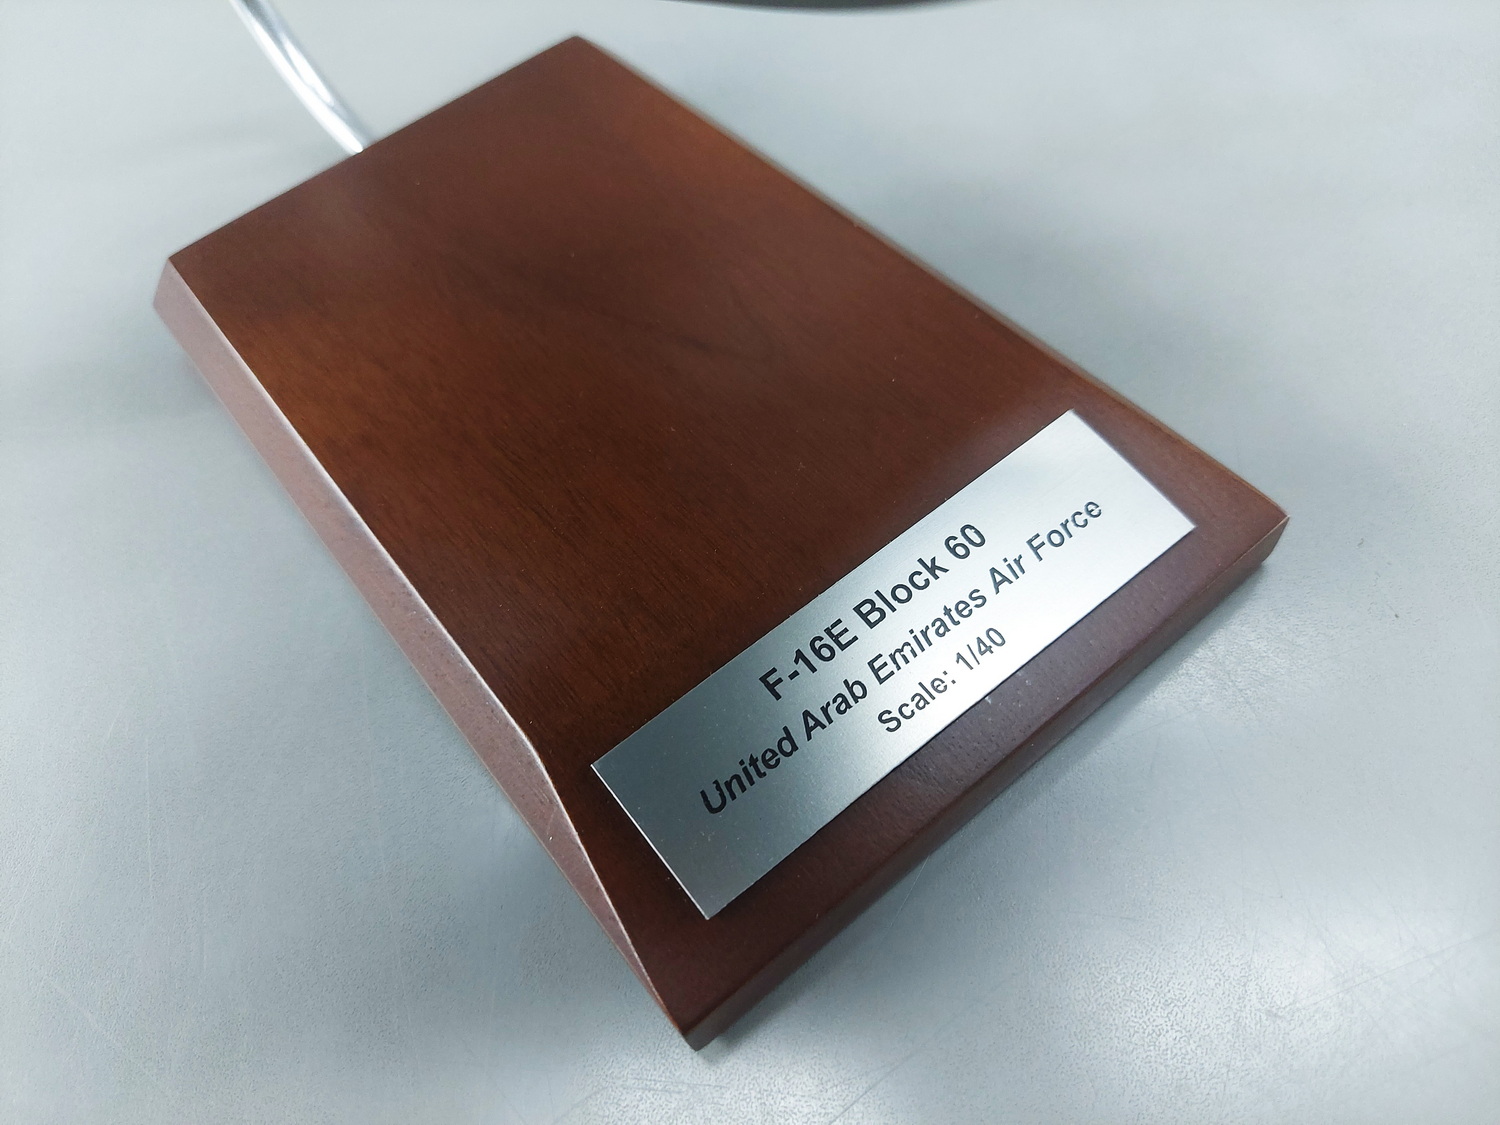 F-16E Block 60
United Arab Emirates Air Force
Scale: 1/40